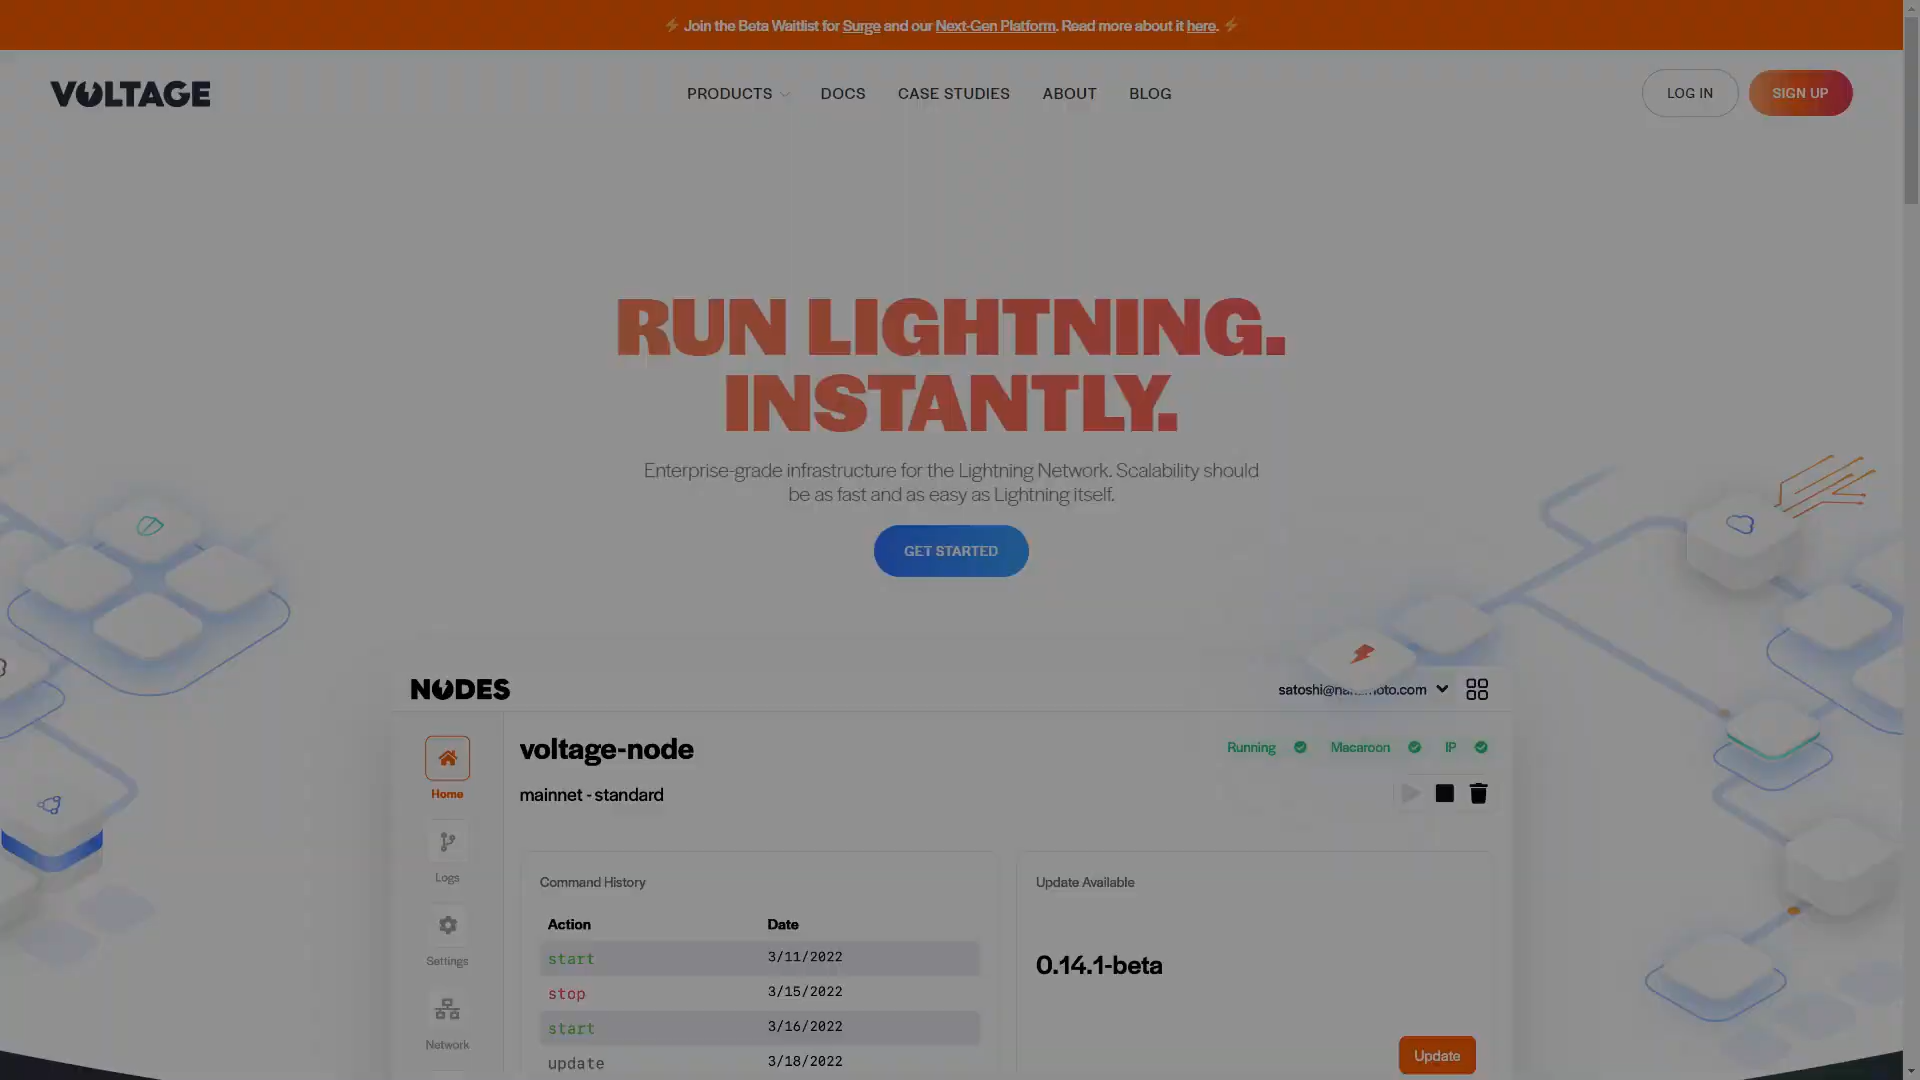 ⚡ Join the Beta Waitlist for Surge and our Next-Gen Platform. Read more about it here. ⚡
VOLTAGE
PRODUCTS DOCS CASE STUDIES ABOUT BLOG
LOG IN SIGN UP
RUN LIGHTNING.
INSTANTLY.
Enterprise-grade infrastructure for the Lightning Network. Scalability should
be as fast and as easy as Lightning itself.
GET STARTED
NODES
voltage-node
Running Macaroon IP
mainnet - standard
Home
Logs
Settings
Network
Command History
Action Date
start 3/11/2022
stop 3/15/2022
start 3/16/2022
update 3/18/2022
Update Available
0.14.1-beta
Update